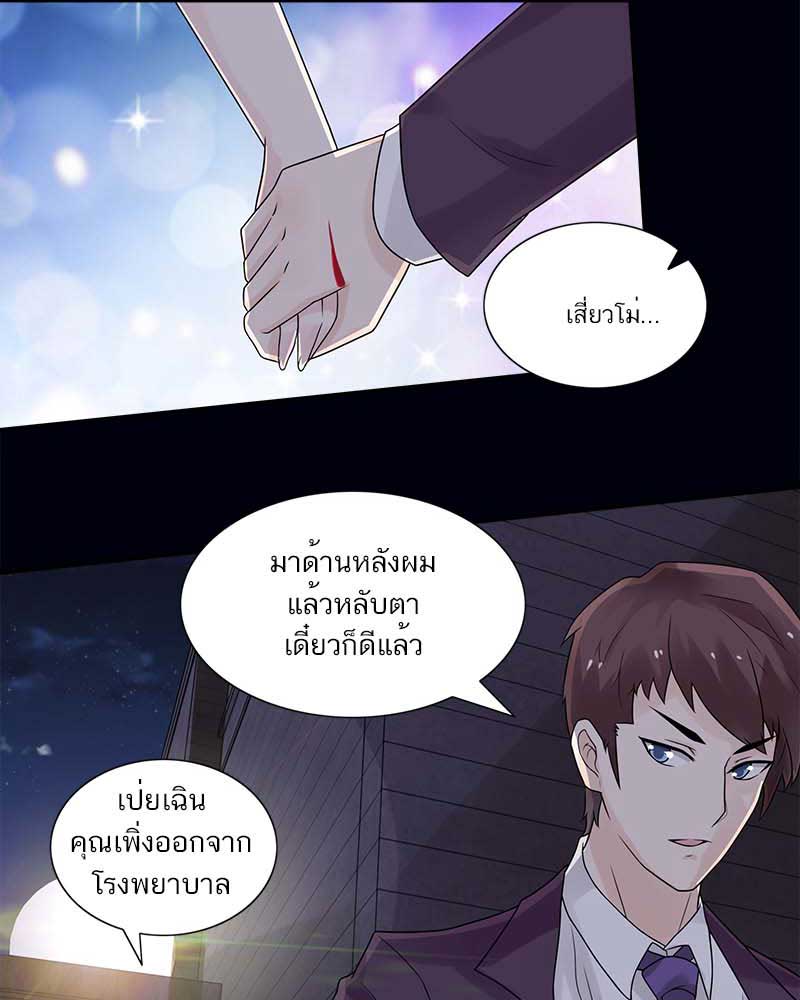 เสี่ยวโม่...
มาด้านหลังผม
แล้วหลับตา
เดี๋ยวก็ดีแล้ว
เป่ยเฉิน
คุณเพิ่งออกจาก
โรงพยาบาล